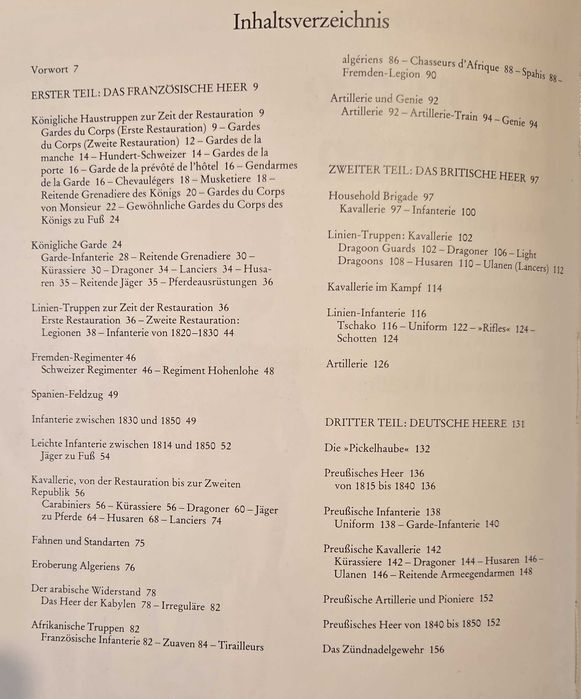 Inhaltsverzeichnis
Vorwort 7
ERSTER TEIL: DAS FRANZÖSISCHE HEER 9
Königliche Haustruppen zur Zeit der Restauration 9
Gardes du Corps (Erste Restauration) 9 – Gardes
du Corps (Zweite Restauration) 12 – Gardes de la
manche 14 – Hundert-Schweizer 14 – Gardes de la
porte 16 – Garde de la prévôté de l'hôtel 16 – Gendarmes
de la Garde 16 – Chevaulégers 18 – Musketiere 18 –
Reitende Grenadiere des Königs 20 – Gardes du Corps
von Monsieur 22 – Gewöhnliche Gardes du Corps des
Königs zu Fuß 24
Königliche Garde 24
Garde-Infanterie 28 – Reitende Grenadiere 30 –
Kürassiere 30 – Dragoner 34 – Lanciers 34 – Husa-
ren 35 – Reitende Jäger 35 – Pferdeausrüstungen 36
Linien-Truppen zur Zeit der Restauration 36
Erste Restauration 36 – Zweite Restauration:
Legionen 38 – Infanterie von 1820–1830 44
Fremden-Regimenter 46
Schweizer Regimenter 46 – Regiment Hohenlohe 48
Spanien-Feldzug 49
Infanterie zwischen 1830 und 1850 49
Leichte Infanterie zwischen 1814 und 1850 52
Jäger zu Fuß 54
Kavallerie, von der Restauration bis zur Zweiten
Republik 56
Carabiniers 56 – Kürassiere 56 – Dragoner 60 – Jäger
zu Pferde 64 – Husaren 68 – Lanciers 74
Fahnen und Standarten 75
Eroberung Algeriens 76
Der arabische Widerstand 78
Das Heer der Kabylen 78 – Irreguläre 82
Afrikanische Truppen 82
Französische Infanterie 82 – Zuaven 84 – Tirailleurs
algériens 86 – Chasseurs d'Afrique 88 – Spahis 88 –
Fremden-Legion 90
Artillerie und Genie 92
Artillerie 92 – Artillerie-Train 94 – Genie 94
ZWEITER TEIL: DAS BRITISCHE HEER 97
Household Brigade 97
Kavallerie 97 – Infanterie 100
Linien-Truppen: Kavallerie 102
Dragoon Guards 102 – Dragoner 106 – Light
Dragoons 108 – Husaren 110 – Ulanen (Lancers) 112
Kavallerie im Kampf 114
Linien-Infanterie 116
Tschako 116 – Uniform 122 – »Rifles« 124 –
Schotten 124
Artillerie 126
DRITTER TEIL: DEUTSCHE HEERE 131
Die »Pickelhaube« 132
Preußisches Heer 136
von 1815 bis 1840 136
Preußische Infanterie 138
Uniform 138 – Garde-Infanterie 140
Preußische Kavallerie 142
Kürassiere 142 – Dragoner 144 – Husaren 146 –
Ulanen 146 – Reitende Armeegendarmen 148
Preußische Artillerie und Pioniere 152
Preußisches Heer von 1840 bis 1850 152
Das Zündnadelgewehr 156